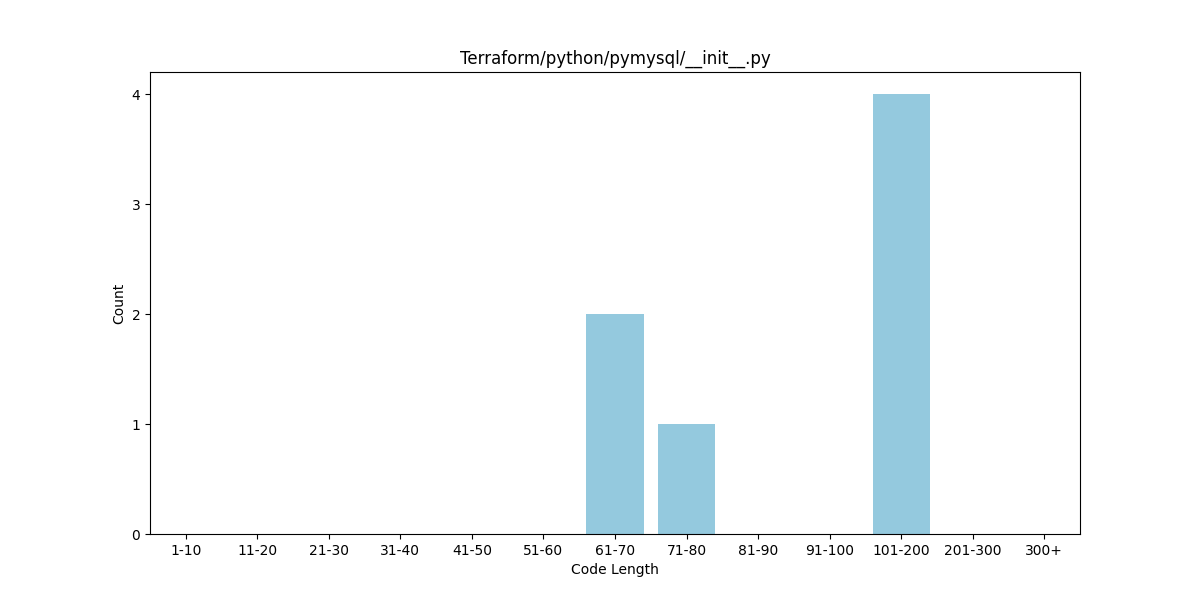 Terraform/python/pymysql/__init__.py
Count
4
3
2
1
0
1-10 11-20 21-30 31-40 41-50 51-60 61-70 71-80 81-90 91-100 101-200 201-300 300+
Code Length